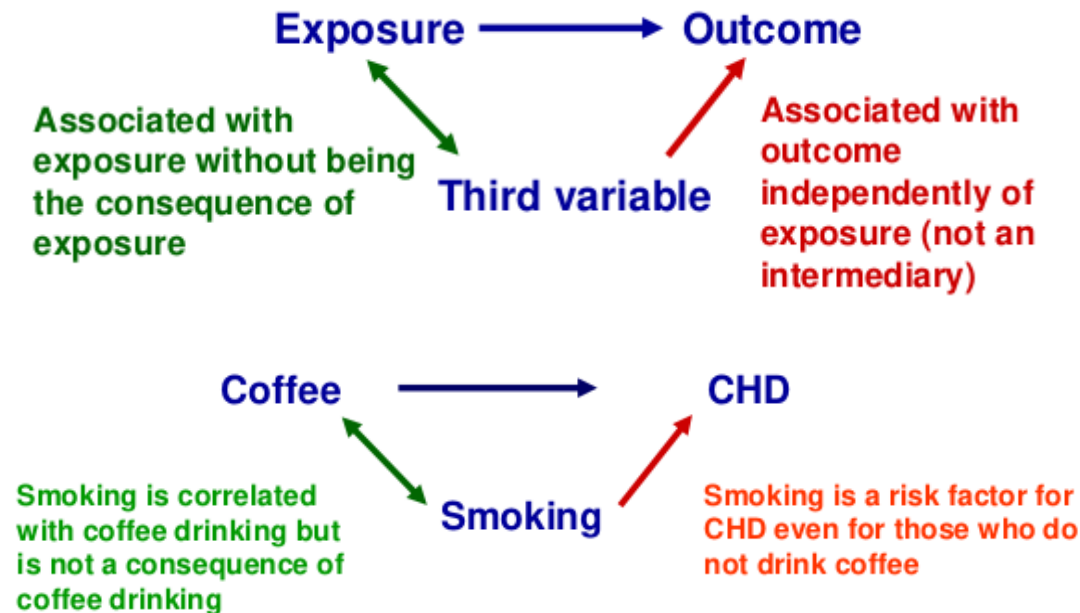 Exposure
Outcome
Associated with
exposure without being
the consequence of
exposure
Third variable
Associated with
outcome
independently of
exposure (not an
intermediary)
Coffee
CHD
Smoking is correlated
with coffee drinking but
is not a consequence of
coffee drinking
Smoking
Smoking is a risk factor for
CHD even for those who do
not drink coffee